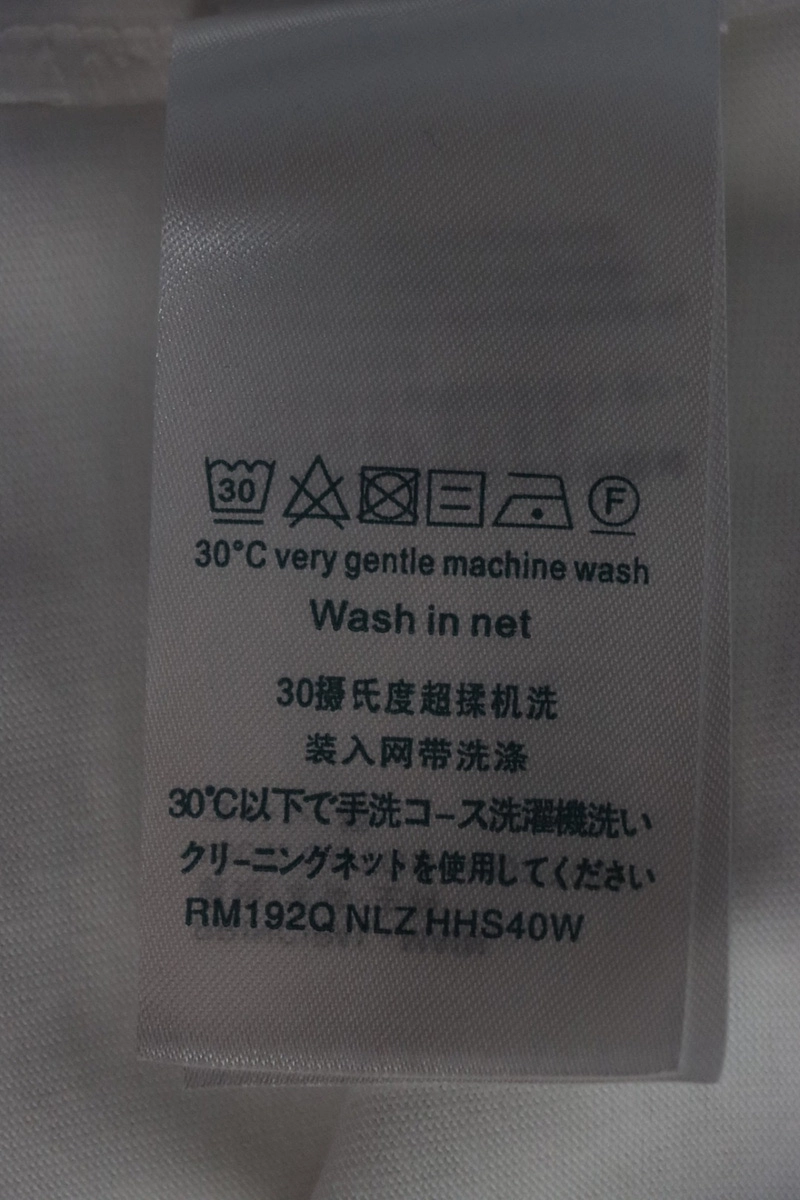 30 F
30°C very gentle machine wash
Wash in net
30摄氏度超揉机洗
装入网带洗涤
30℃以下で手洗コース洗濯機洗い
クリーニングネットを使用してください
RM192Q NLZ HHS40W